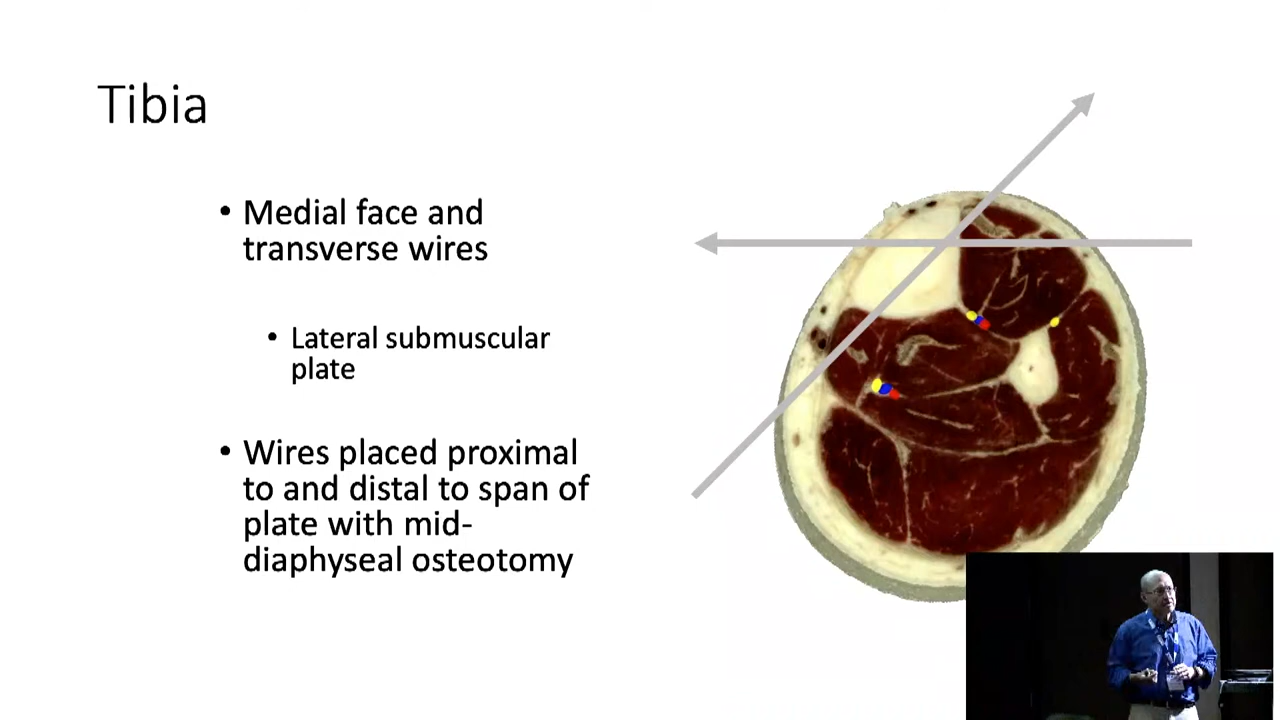 Tibia
• Medial face and
transverse wires
• Lateral submuscular
plate
• Wires placed proximal
to and distal to span of
plate with mid-
diaphyseal osteotomy